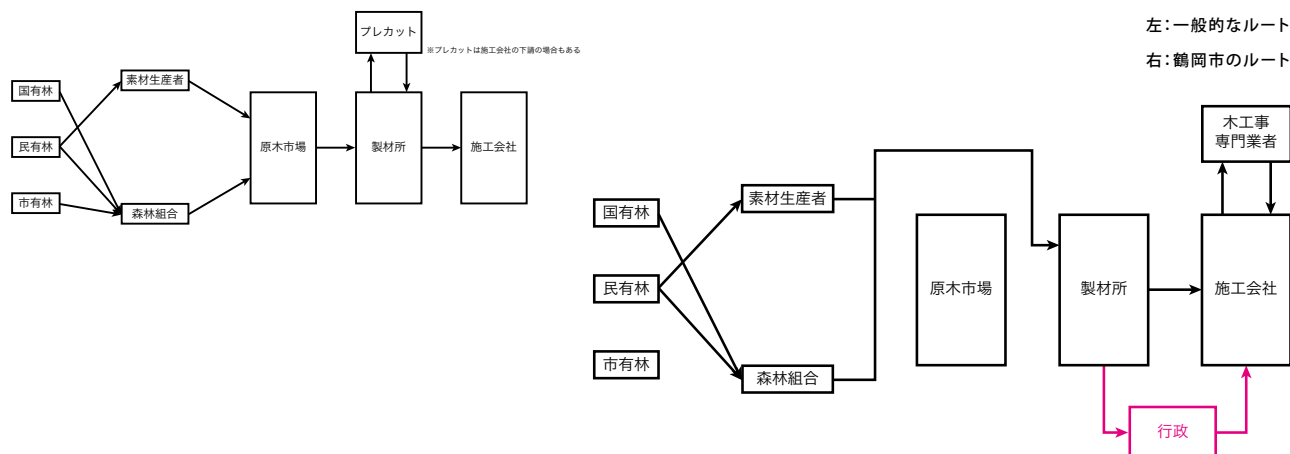 プレカット
※プレカットは施工会社の下請の場合もある
国有林
民有林
市有林
素材生産者
森林組合
原木市場
製材所
施工会社
左:一般的なルート
右:鶴岡市のルート
国有林
民有林
市有林
素材生産者
森林組合
原木市場
製材所
木工事
専門業者
施工会社
行政